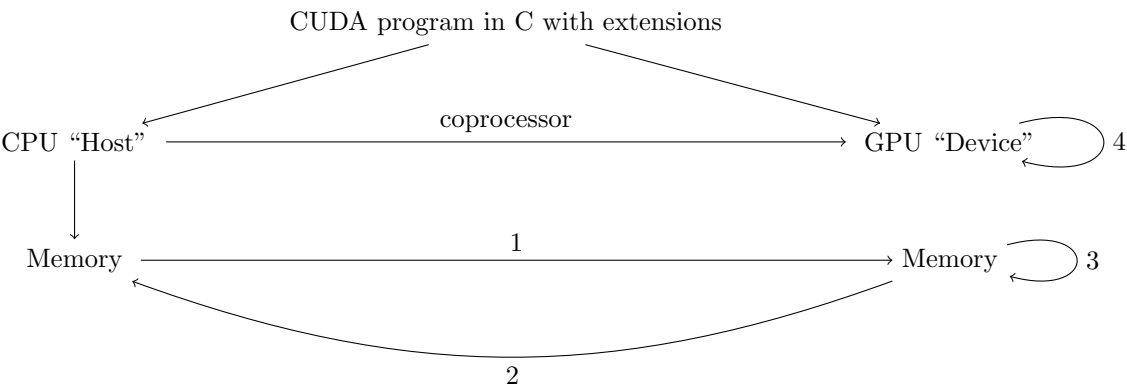 CUDA program in C with extensions
coprocessor
CPU “Host”
GPU “Device”
4
1
Memory
Memory
3
2